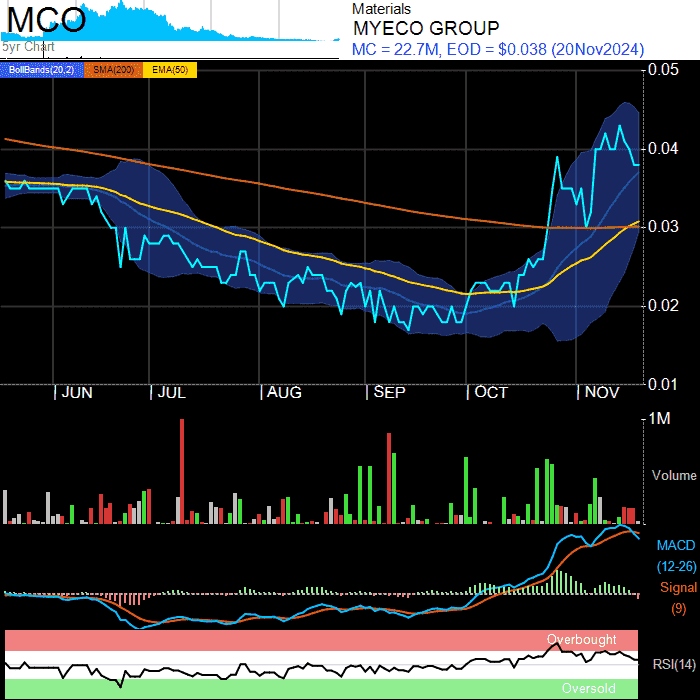 MCO
5yr Chart
Materials
MYECO GROUP
MC = 22.7M, EOD = $0.038 (20Nov2024)
BollBands(20,2) SMA(200) EMA(50)
0.05
0.04
0.03
0.02
0.01
JUN JUL AUG SEP OCT NOV
1M
Volume
MACD
(12-26)
Signal
(9)
Overbought
RSI(14)
Oversold